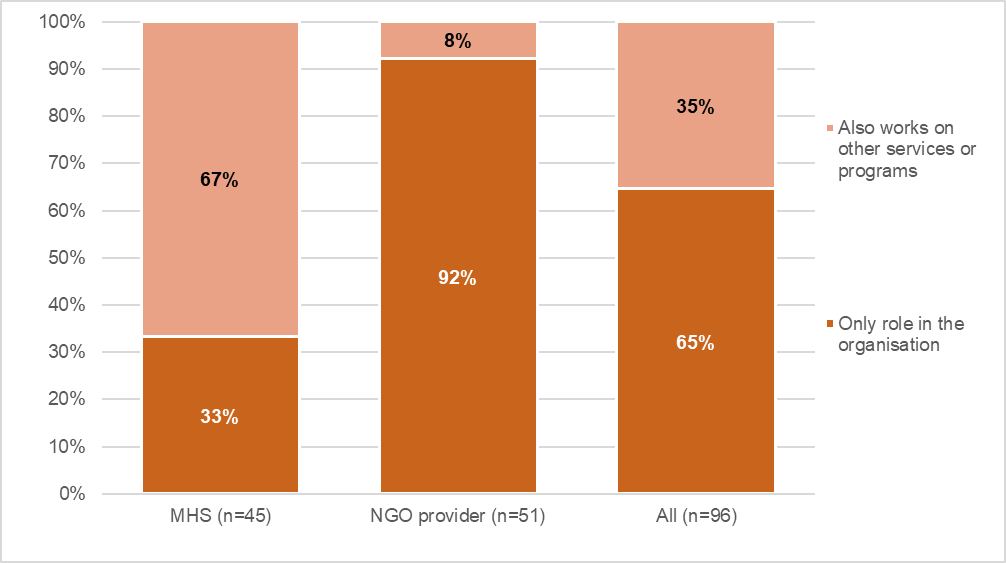 100%
90%
80%
70%
60%
50%
40%
30%
20%
10%
0%
67%
33%
8%
92%
35%
65%
MHS (n=45)
NGO provider (n=51)
All (n=96)
Also works on
other services or
programs
Only role in the
organisation